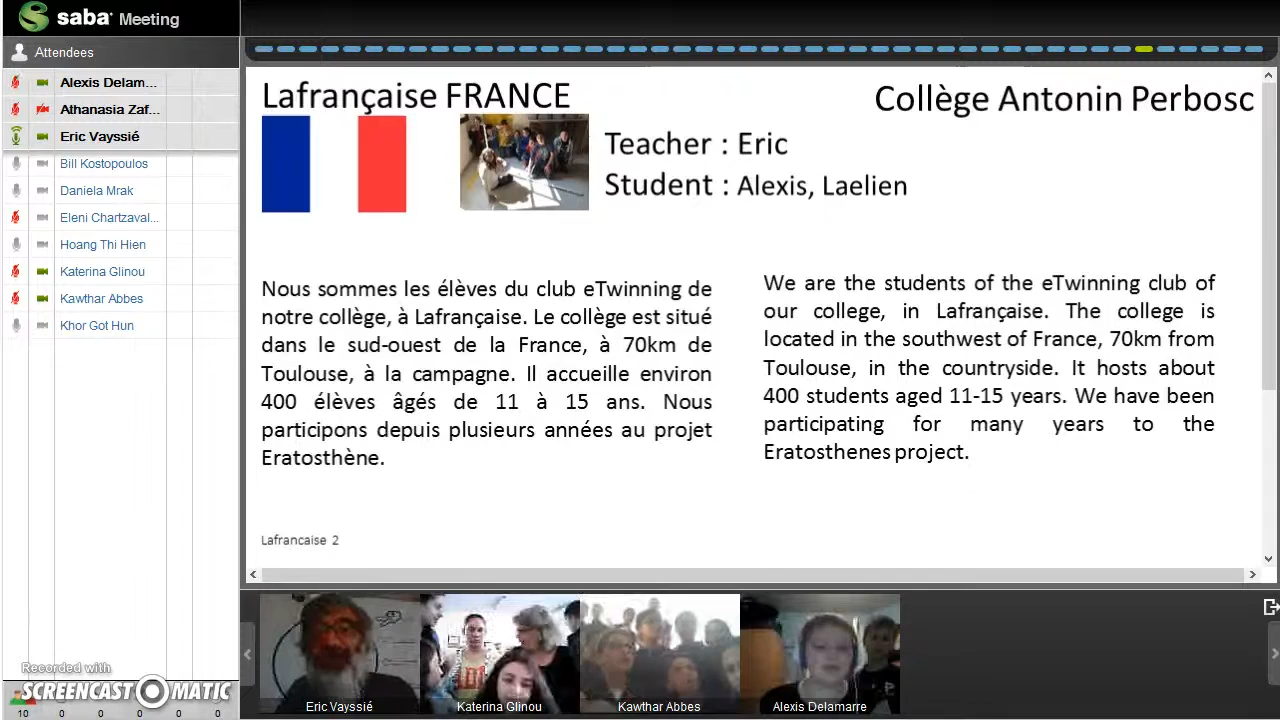 saba Meeting
Attendees
Alexis Delam...
Athanasia Zaf...
Eric Vayssié
Bill Kostopoulos
Daniela Mrak
Eleni Chartzaval...
Hoang Thi Hien
Katerina Glinou
Kawthar Abbes
Khor Got Hun
Lafrançaise FRANCE
Collège Antonin Perbosc
Teacher : Eric
Student : Alexis, Laelien
Nous sommes les élèves du club eTwinning de
notre collège, à Lafrançaise. Le collège est situé
dans le sud-ouest de la France, à 70km de
Toulouse, à la campagne. Il accueille environ
400 élèves âgés de 11 à 15 ans. Nous
participons depuis plusieurs années au projet
Eratosthène.
We are the students of the eTwinning club of
our college, in Lafrançaise. The college is
located in the southwest of France, 70km from
Toulouse, in the countryside. It hosts about
400 students aged 11-15 years. We have been
participating for many years to the
Eratosthenes project.
Lafrancaise 2
Eric Vayssié
Katerina Glinou
Kawthar Abbes
Alexis Delamarre
Recorded with
SCREENCAST MATIC
10 0 0 0 0 0